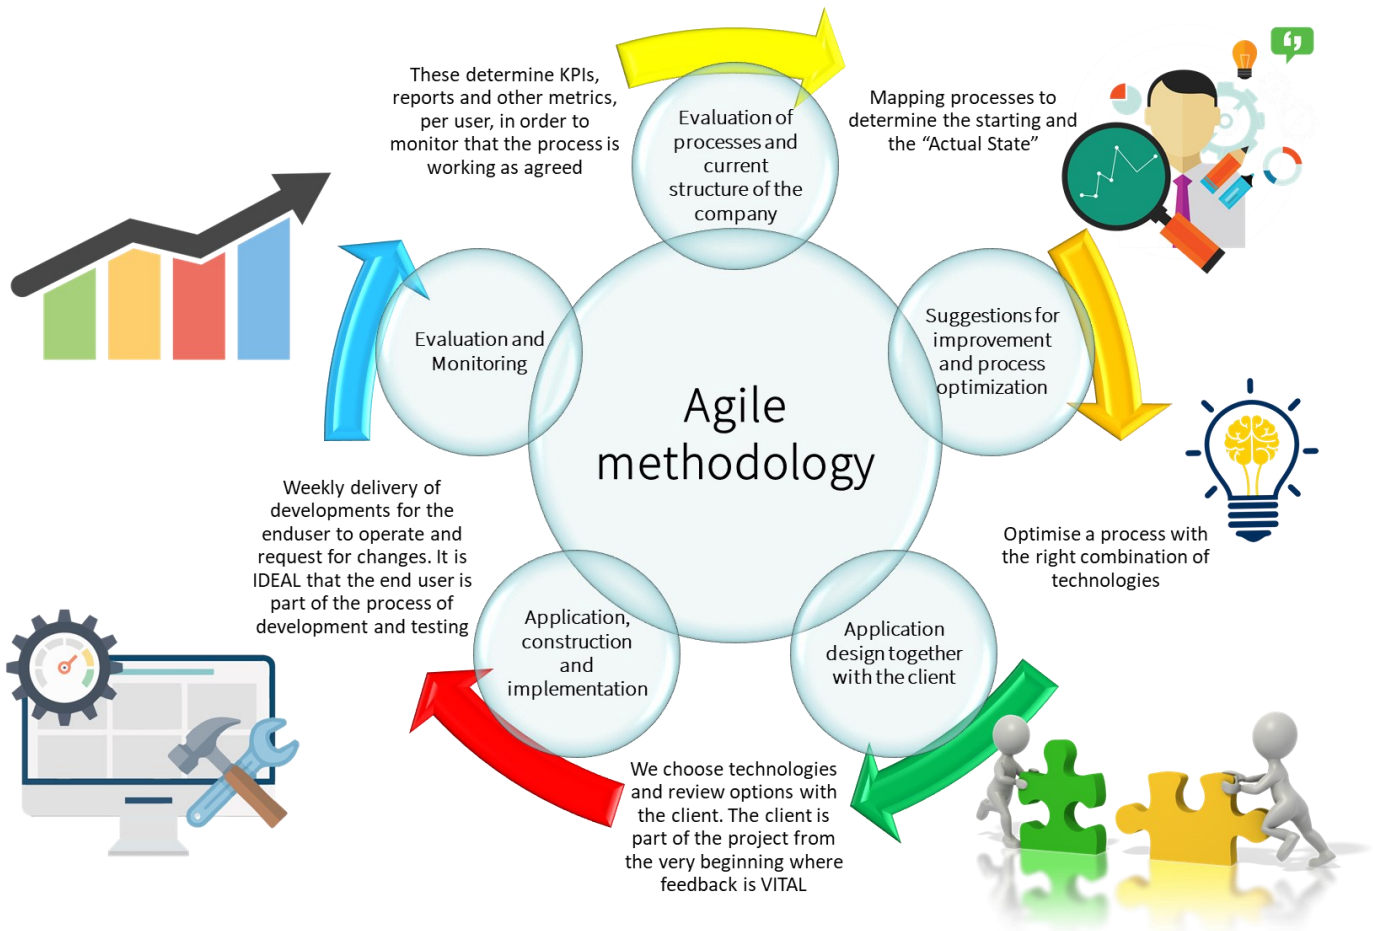 These determine KPIs,
reports and other metrics,
per user, in order to
monitor that the process is
working as agreed
Evaluation of
processes and
current
structure of the
company
Mapping processes to
determine the starting and
the “Actual State”
Evaluation and
Monitoring
Suggestions for
improvement
and process
optimization
Agile
methodology
Weekly delivery of
developments for the
enduser to operate and
request for changes. It is
IDEAL that the end user is
part of the process of
development and testing
Optimise a process with
the right combination of
technologies
Application,
construction
and
implementation
Application
design together
with the client
We choose technologies
and review options with
the client. The client is
part of the project from
the very beginning where
feedback is VITAL